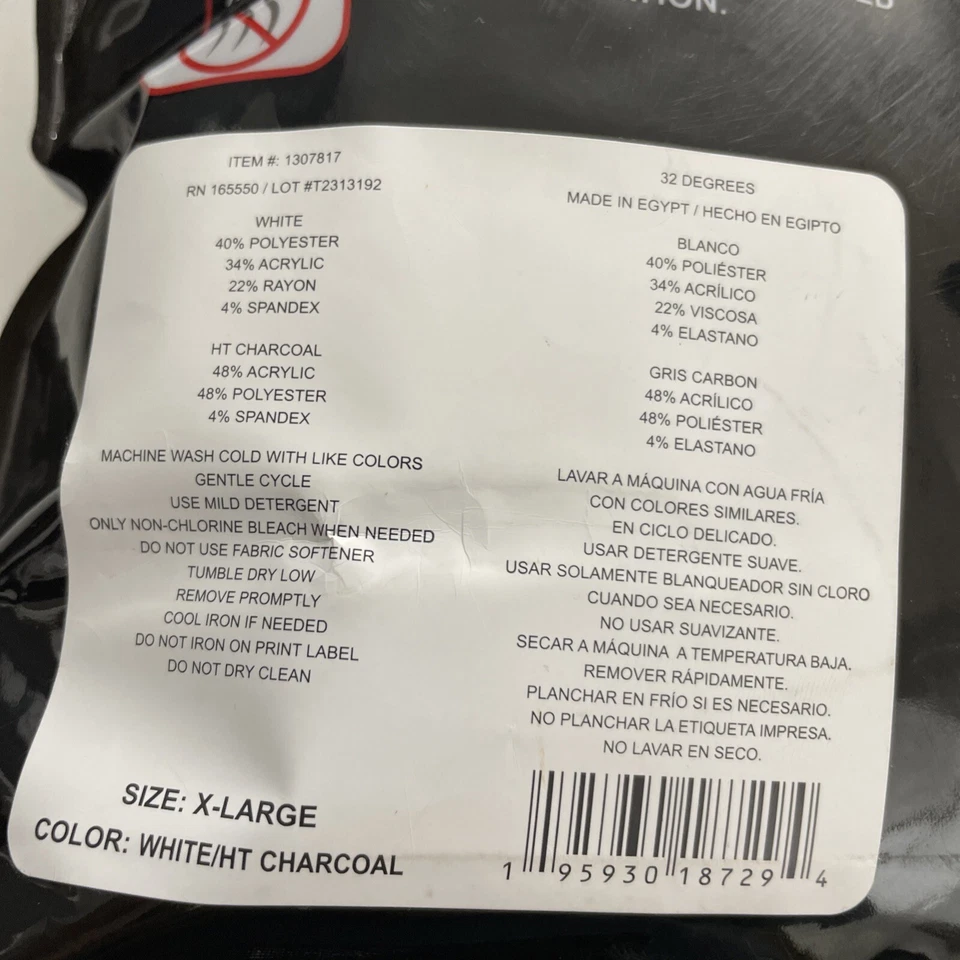 ION.
ITEM #: 1307817
RN 165550 / LOT #T2313192
WHITE
40% POLYESTER
34% ACRYLIC
22% RAYON
4% SPANDEX
HT CHARCOAL
48% ACRYLIC
48% POLYESTER
4% SPANDEX
MACHINE WASH COLD WITH LIKE COLORS
GENTLE CYCLE
USE MILD DETERGENT
ONLY NON-CHLORINE BLEACH WHEN NEEDED
DO NOT USE FABRIC SOFTENER
TUMBLE DRY LOW
REMOVE PROMPTLY
COOL IRON IF NEEDED
DO NOT IRON ON PRINT LABEL
DO NOT DRY CLEAN
SIZE: X-LARGE
COLOR: WHITE/HT CHARCOAL
32 DEGREES
MADE IN EGYPT / HECHO EN EGIPTO
BLANCO
40% POLIÉSTER
34% ACRÍLICO
22% VISCOSA
4% ELASTANO
GRIS CARBON
48% ACRÍLICO
48% POLIÉSTER
4% ELASTANO
LAVAR A MÁQUINA CON AGUA FRÍA
CON COLORES SIMILARES.
EN CICLO DELICADO.
USAR DETERGENTE SUAVE.
USAR SOLAMENTE BLANQUEADOR SIN CLORO
CUANDO SEA NECESARIO.
NO USAR SUAVIZANTE.
SECAR A MÁQUINA A TEMPERATURA BAJA.
REMOVER RÁPIDAMENTE.
PLANCHAR EN FRÍO SI ES NECESARIO.
NO PLANCHAR LA ETIQUETA IMPRESA.
NO LAVAR EN SECO.
1 95930 18729 4